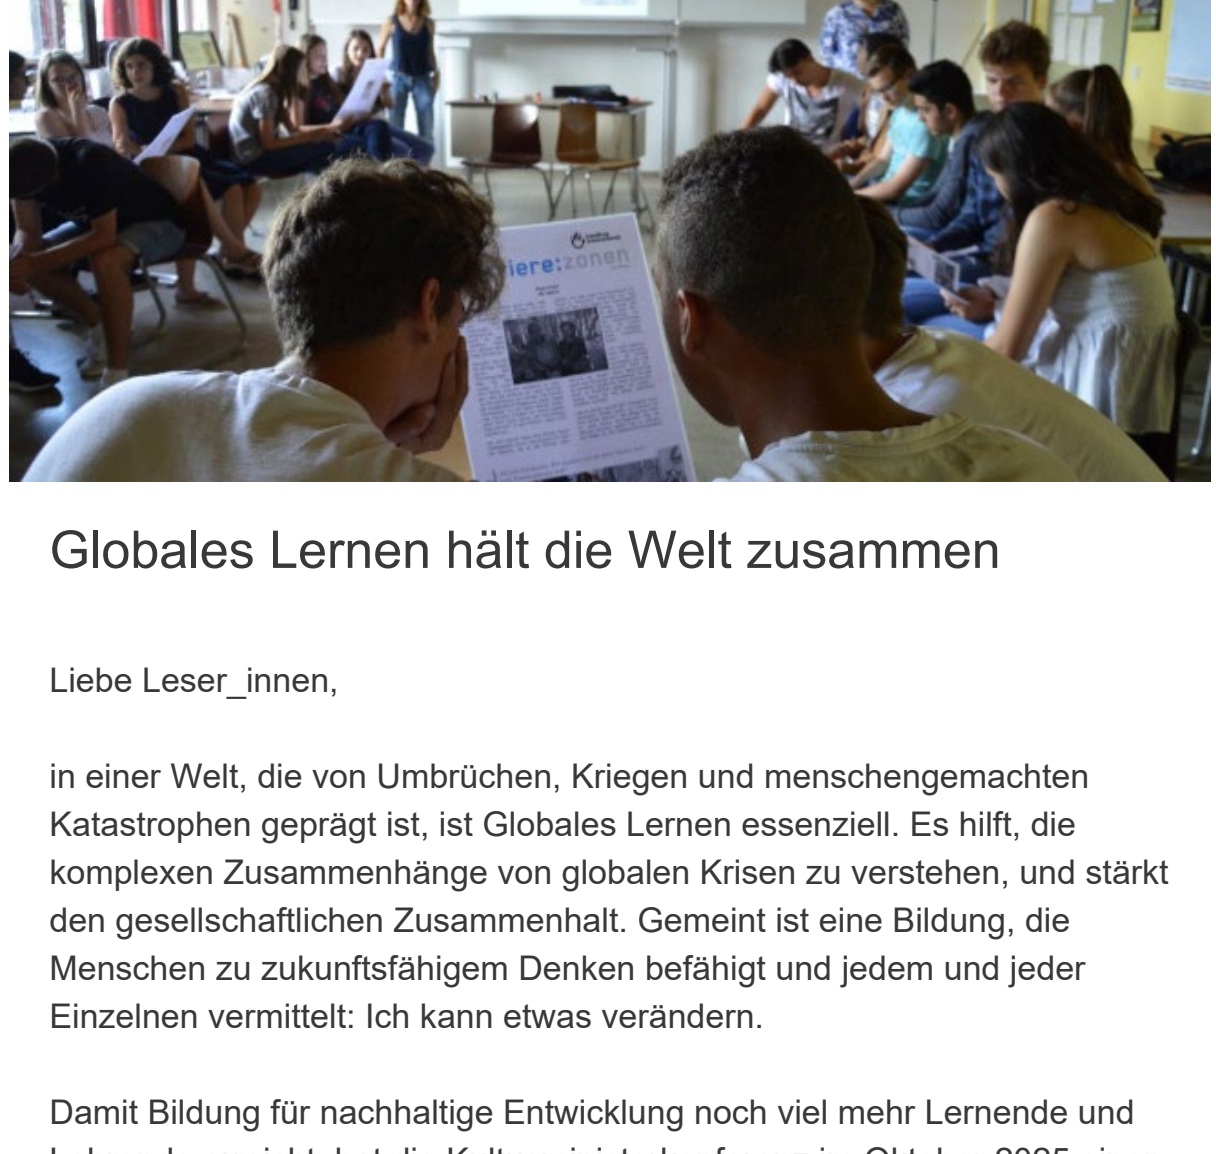 iere:zonen
Globales Lernen hält die Welt zusammen
Liebe Leser_innen,
in einer Welt, die von Umbrüchen, Kriegen und menschengemachten
Katastrophen geprägt ist, ist Globales Lernen essenziell. Es hilft, die
komplexen Zusammenhänge von globalen Krisen zu verstehen, und stärkt
den gesellschaftlichen Zusammenhalt. Gemeint ist eine Bildung, die
Menschen zu zukunftsfähigem Denken befähigt und jedem und jeder
Einzelnen vermittelt: Ich kann etwas verändern.
Damit Bildung für nachhaltige Entwicklung noch viel mehr Lernende und